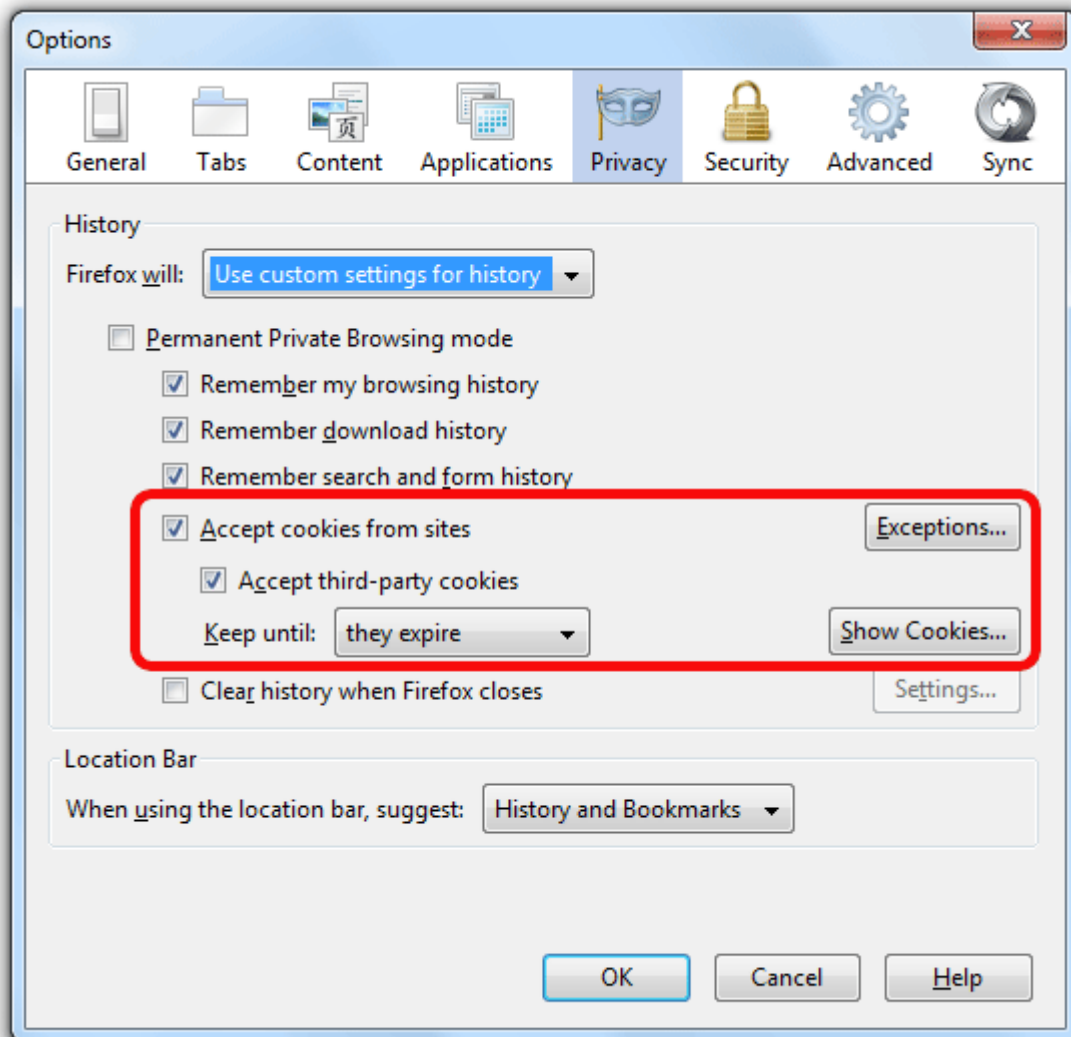 Options
x
General Tabs Content 页 Applications Privacy Security Advanced Sync
History
Firefox will: Use custom settings for history
Permanent Private Browsing mode
Remember my browsing history
Remember download history
Remember search and form history
Accept cookies from sites Exceptions...
Accept third-party cookies
Keep until: they expire Show Cookies...
Clear history when Firefox closes Settings...
Location Bar
When using the location bar, suggest: History and Bookmarks
OK Cancel Help